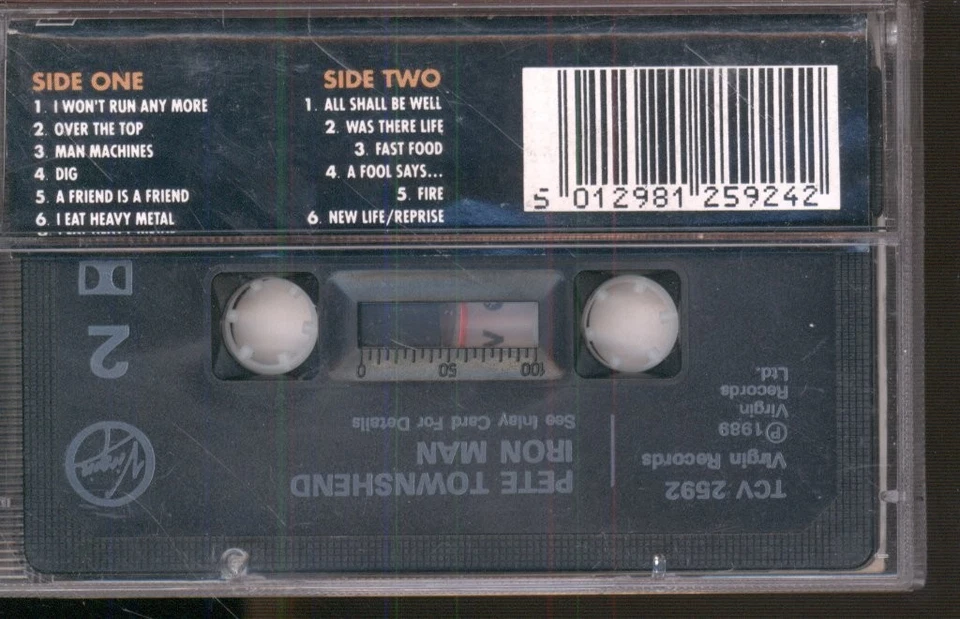 SIDE ONE
1. I WON'T RUN ANY MORE
2. OVER THE TOP
3. MAN MACHINES
4. DIG
5. A FRIEND IS A FRIEND
6. I EAT HEAVY METAL
SIDE TWO
1. ALL SHALL BE WELL
2. WAS THERE LIFE
3. FAST FOOD
4. A FOOL SAYS...
5. FIRE
6. NEW LIFE/REPRISE
5 012981 259242
TCV 2592
Virgin Records
℗ 1989
Virgin
Records
Ltd.
PETE TOWNSHEND
IRON MAN
See Inlay Card For Details
100 50 0
Virgin
2